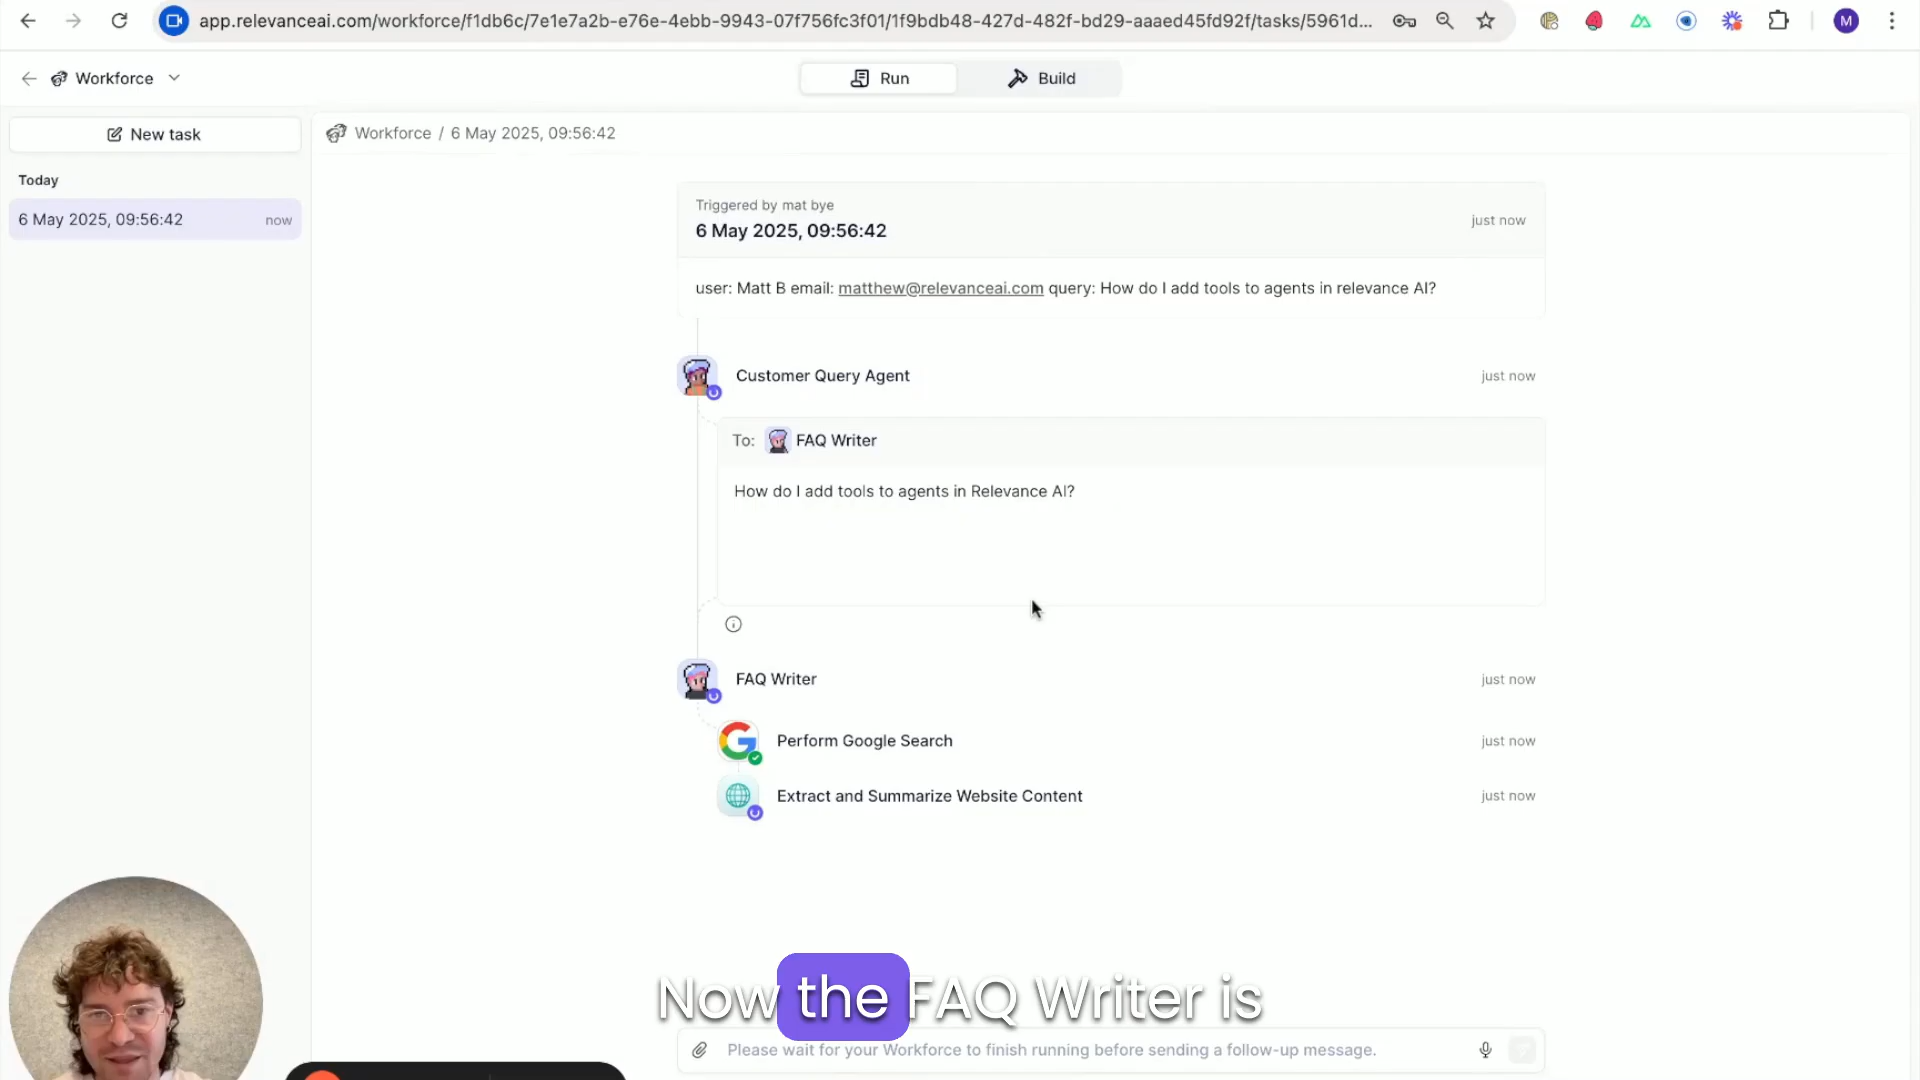 app.relevanceai.com/workforce/f1db6c/7e1e7a2b-e76e-4ebb-9943-07f756fc3f01/1f9bdb48-427d-482f-bd29-aaaed45fd92f/tasks/5961d...
M
Workforce
Run
Build
New task
Workforce / 6 May 2025, 09:56:42
Today
6 May 2025, 09:56:42 now
Triggered by mat bye
6 May 2025, 09:56:42
just now
user: Matt B email: matthew@relevanceai.com query: How do I add tools to agents in relevance AI?
Customer Query Agent just now
To: FAQ Writer
How do I add tools to agents in Relevance AI?
FAQ Writer just now
Perform Google Search just now
Extract and Summarize Website Content just now
Now the FAQ Writer is
Please wait for your Workforce to finish running before sending a follow-up message.